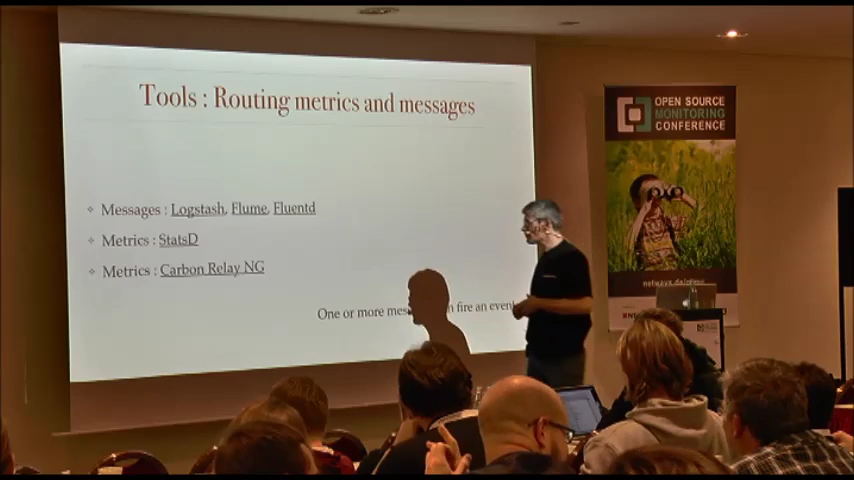 Tools : Routing metrics and messages
Messages : Logstash, Flume, Fluentd
Metrics : StatsD
Metrics : Carbon Relay NG
One or more mes n fire an event
OPEN SOURCE
MONITORING
CONFERENCE